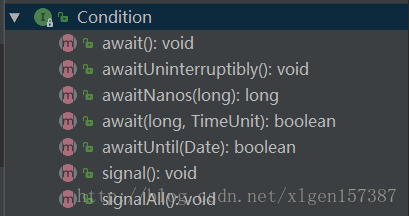 Condition
await(): void
awaitUninterruptibly(): void
awaitNanos(long): long
await(long, TimeUnit): boolean
awaitUntil(Date): boolean
signal(): void
signalAll(): void
http://blog.csdn.net/xlgen157387